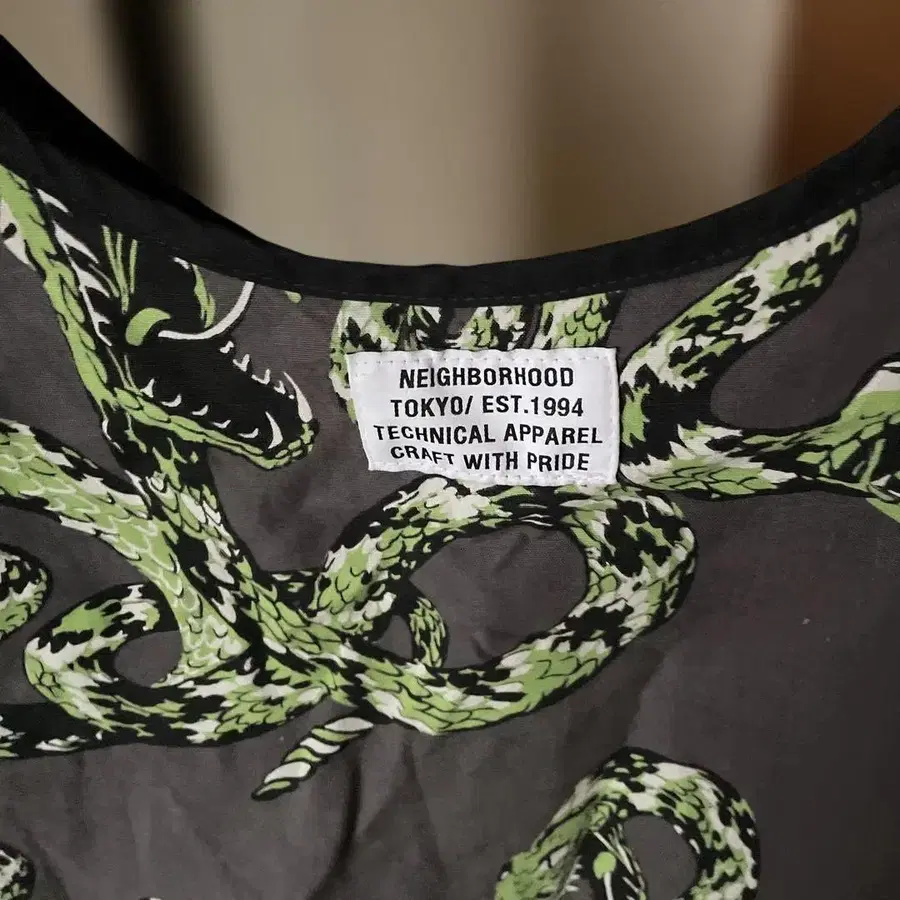 NEIGHBORHOOD
TOKYO/ EST.1994
TECHNICAL APPAREL
CRAFT WITH PRIDE